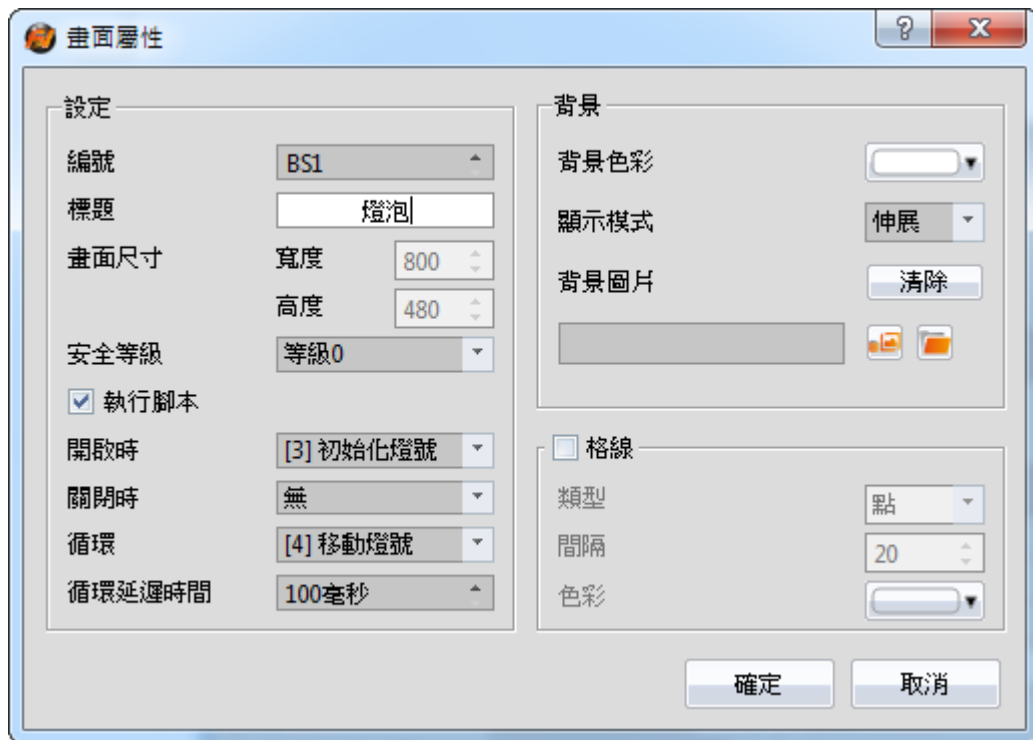 畫面屬性
設定
編號 BS1
標題 燈泡
畫面尺寸 寬度 800
高度 480
安全等級 等級0
執行腳本
開啟時 [3] 初始化燈號
關閉時 無
循環 [4] 移動燈號
循環延遲時間 100毫秒
背景
背景色彩
顯示模式 伸展
背景圖片 清除
格線
類型 點
間隔 20
色彩
確定 取消